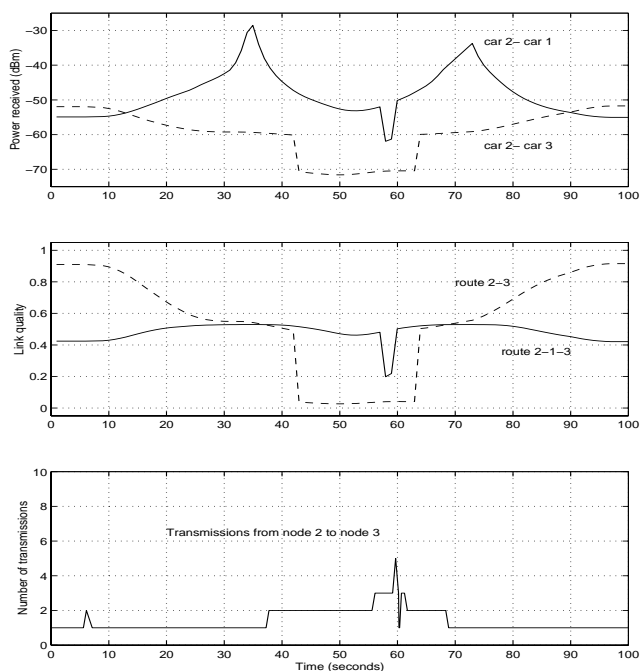 −30
−40
−50
−60
−70
Power received (dBm)
car 2− car 1
car 2− car 3
0 10 20 30 40 50 60 70 80 90 100
1
0.8
0.6
0.4
0.2
0
Link quality
route 2−3
route 2−1−3
0 10 20 30 40 50 60 70 80 90 100
10
8
6
4
2
0
Number of transmissions
Transmissions from node 2 to node 3
0 10 20 30 40 50 60 70 80 90 100
Time (seconds)